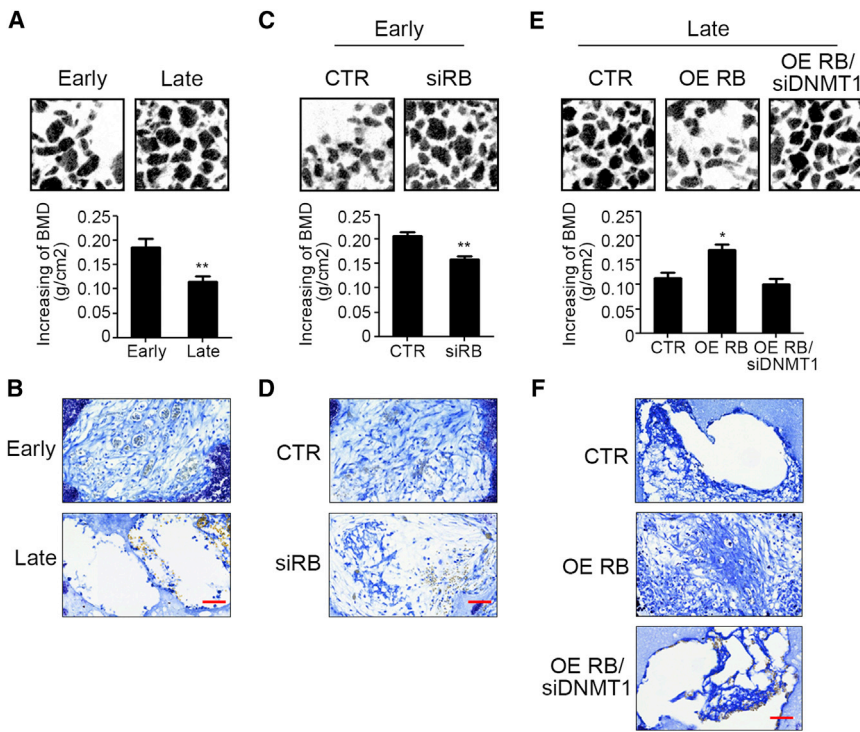 A
Early
Late
Increasing of BMD
(g/cm2)
0.25
0.20
0.15
0.10
0.05
0
**
Early
Late
B
Early
Late
C
Early
CTR
siRB
Increasing of BMD
(g/cm2)
0.25
0.20
0.15
0.10
0.05
0
**
CTR
siRB
D
CTR
siRB
E
Late
CTR
OE RB
OE RB/
siDNMT1
Increasing of BMD
(g/cm2)
0.25
0.20
0.15
0.10
0.05
0
*
CTR
OE RB
OE RB/
siDNMT1
F
CTR
OE RB
OE RB/
siDNMT1